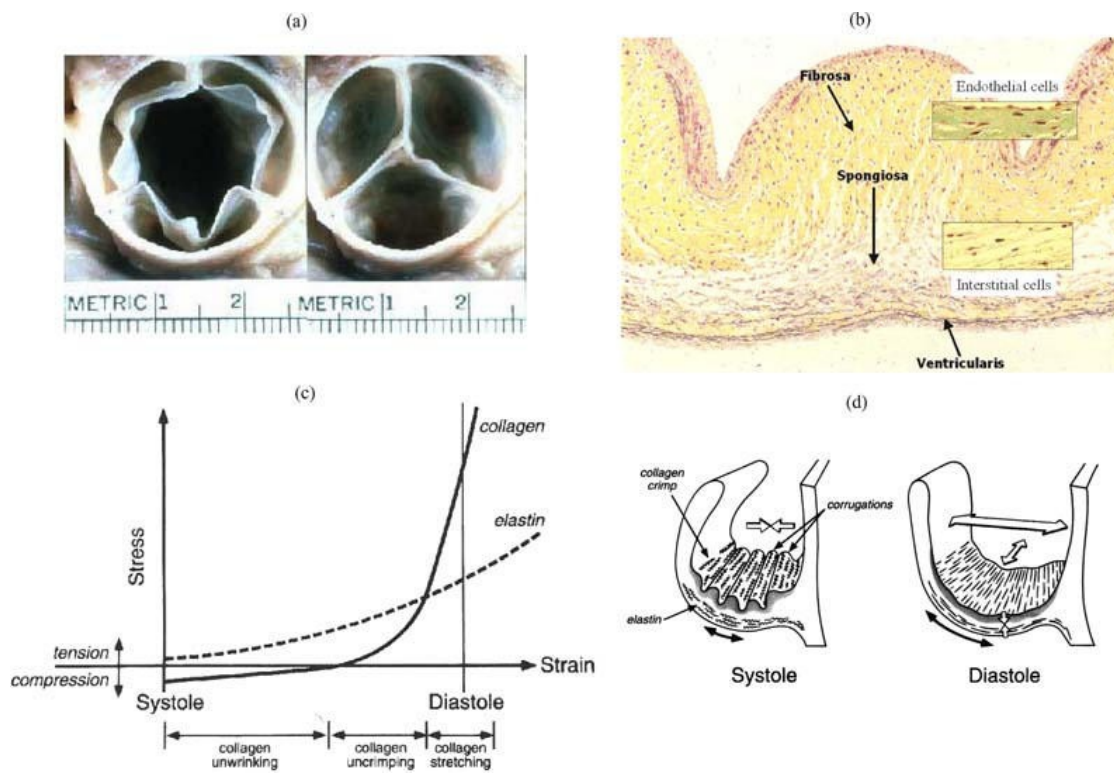 (a)
METRIC 1 2 METRIC 1 2
(b)
Fibrosa
Endothelial cells
Spongiosa
Interstitial cells
Ventricularis
(c)
Stress
collagen
elastin
tension
compression
Strain
Systole
Diastole
collagen
unwrinking
collagen
uncrimping
collagen
stretching
(d)
collagen
crimp
corrugations
elastin
Systole
Diastole